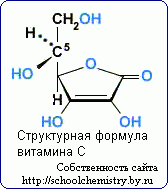 CH₂OH
H
C⁵
HO
O
O
H
HO
OH
Структурная формула
витамина С
Собственность сайта
http://schoolchemistry.by.ru